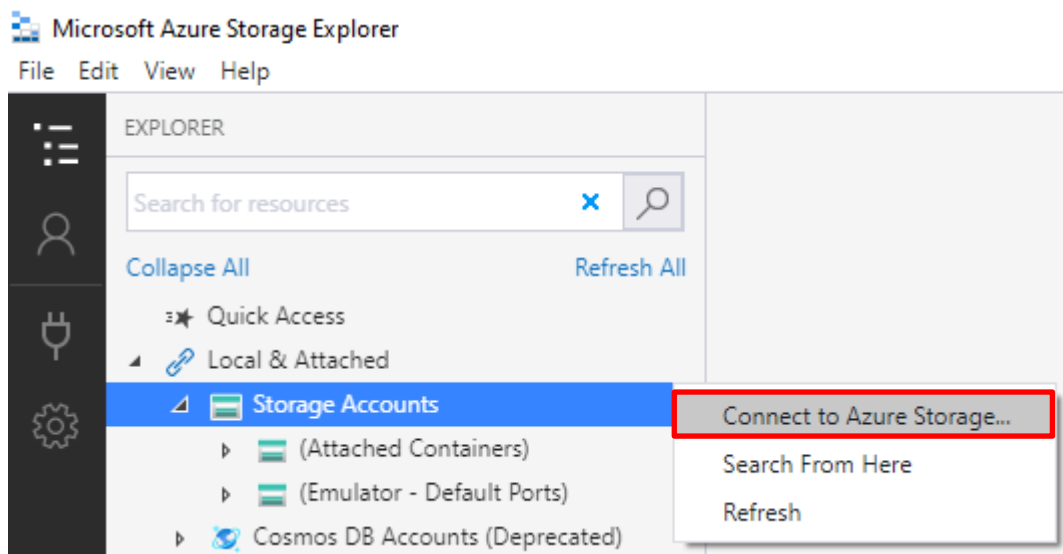 Microsoft Azure Storage Explorer
File Edit View Help
EXPLORER
Search for resources
Collapse All Refresh All
Quick Access
Local & Attached
Storage Accounts
(Attached Containers)
(Emulator - Default Ports)
Cosmos DB Accounts (Deprecated)
Connect to Azure Storage...
Search From Here
Refresh